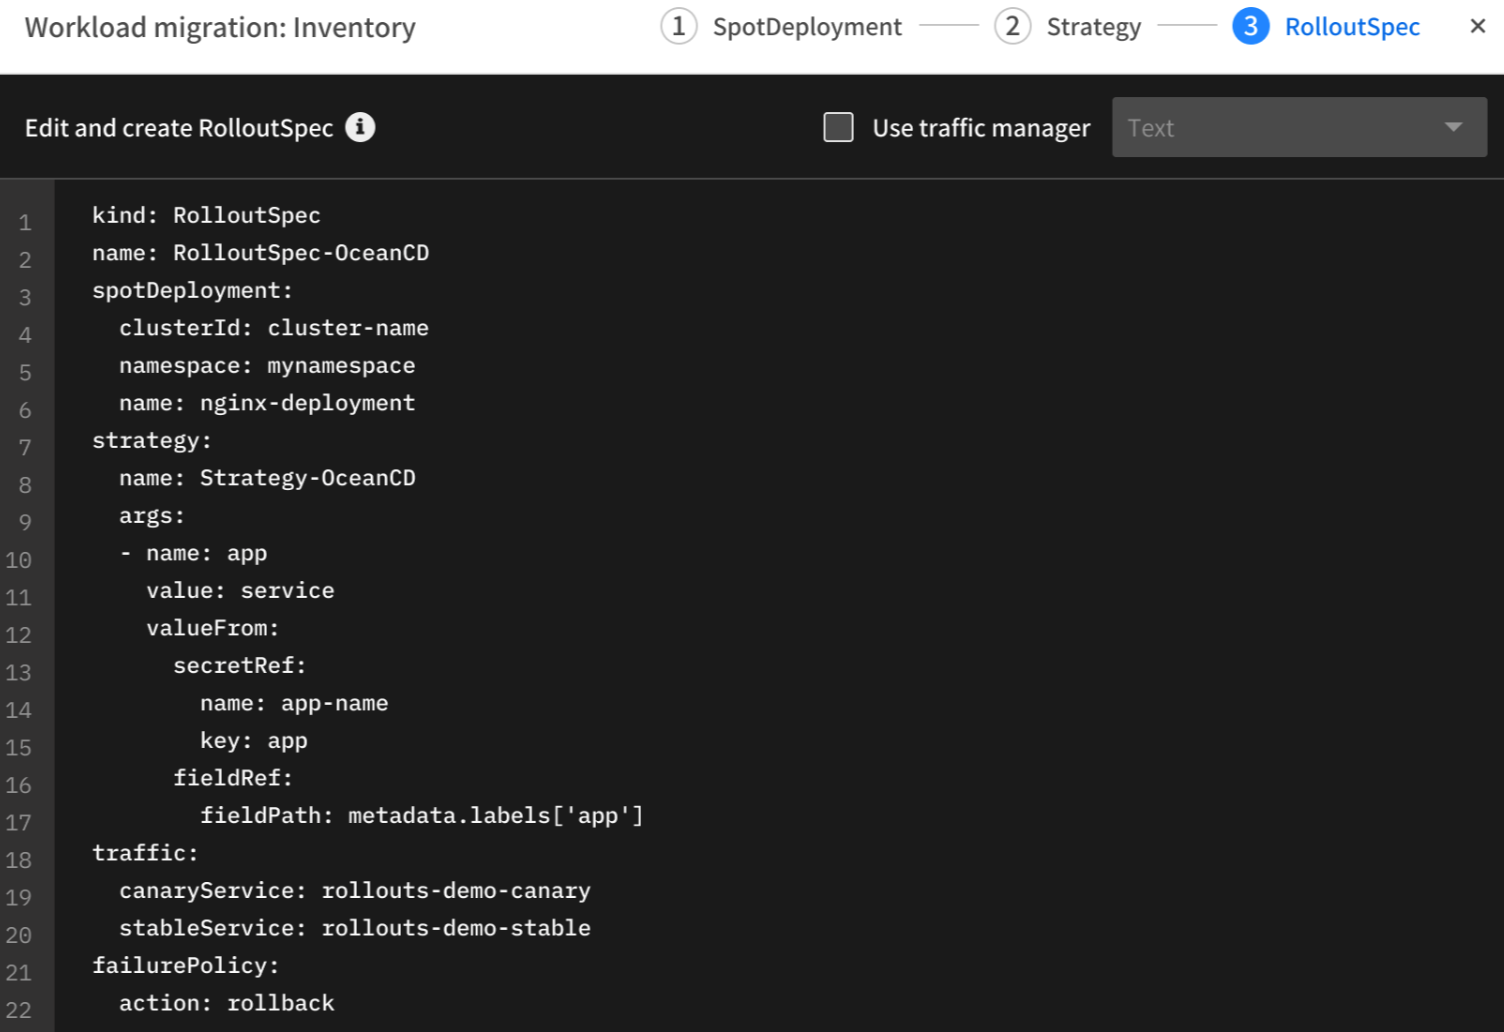 Workload migration: Inventory
1 SpotDeployment 2 Strategy 3 RolloutSpec ×
Edit and create RolloutSpec i
Use traffic manager Text
1 kind: RolloutSpec
2 name: RolloutSpec-OceanCD
3 spotDeployment:
4   clusterId: cluster-name
5   namespace: mynamespace
6   name: nginx-deployment
7 strategy:
8   name: Strategy-OceanCD
9   args:
10   - name: app
11     value: service
12     valueFrom:
13       secretRef:
14         name: app-name
15         key: app
16       fieldRef:
17         fieldPath: metadata.labels['app']
18 traffic:
19   canaryService: rollouts-demo-canary
20   stableService: rollouts-demo-stable
21 failurePolicy:
22   action: rollback